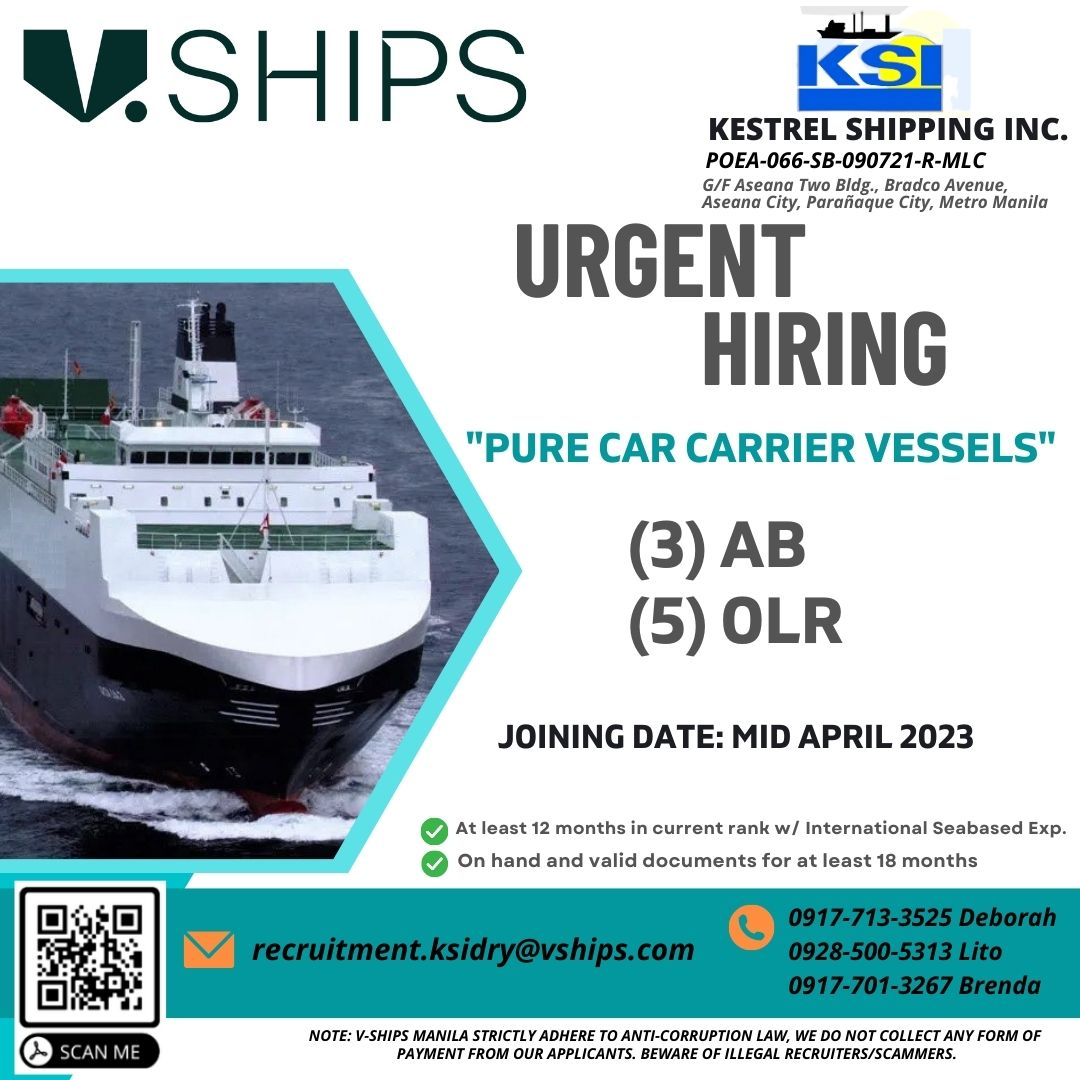 V.SHIPS
KSI
KESTREL SHIPPING INC.
POEA-066-SB-090721-R-MLC
G/F Aseana Two Bldg., Bradco Avenue,
Aseana City, Parañaque City, Metro Manila
URGENT
HIRING
"PURE CAR CARRIER VESSELS"
(3) AB
(5) OLR
JOINING DATE: MID APRIL 2023
At least 12 months in current rank w/ International Seabased Exp.
On hand and valid documents for at least 18 months
recruitment.ksidry@vships.com
0917-713-3525 Deborah
0928-500-5313 Lito
0917-701-3267 Brenda
SCAN ME
NOTE: V-SHIPS MANILA STRICTLY ADHERE TO ANTI-CORRUPTION LAW, WE DO NOT COLLECT ANY FORM OF
PAYMENT FROM OUR APPLICANTS. BEWARE OF ILLEGAL RECRUITERS/SCAMMERS.